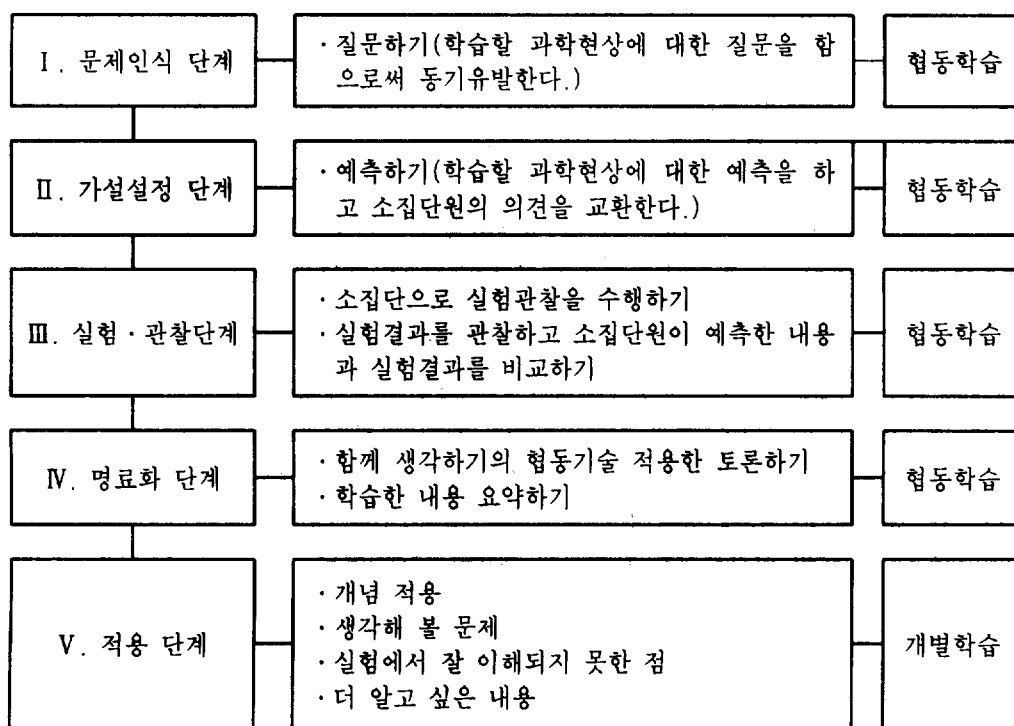 Ⅰ. 문제인식 단계
· 질문하기(학습할 과학현상에 대한 질문을 함
으로써 동기유발한다.)
협동학습
Ⅱ. 가설설정 단계
· 예측하기(학습할 과학현상에 대한 예측을 하
고 소집단원의 의견을 교환한다.)
협동학습
Ⅲ. 실험 · 관찰단계
· 소집단으로 실험관찰을 수행하기
· 실험결과를 관찰하고 소집단원이 예측한 내용
과 실험결과를 비교하기
협동학습
Ⅳ. 명료화 단계
· 함께 생각하기의 협동기술 적용한 토론하기
· 학습한 내용 요약하기
협동학습
Ⅴ. 적용 단계
· 개념 적용
· 생각해 볼 문제
· 실험에서 잘 이해되지 못한 점
· 더 알고 싶은 내용
개별학습